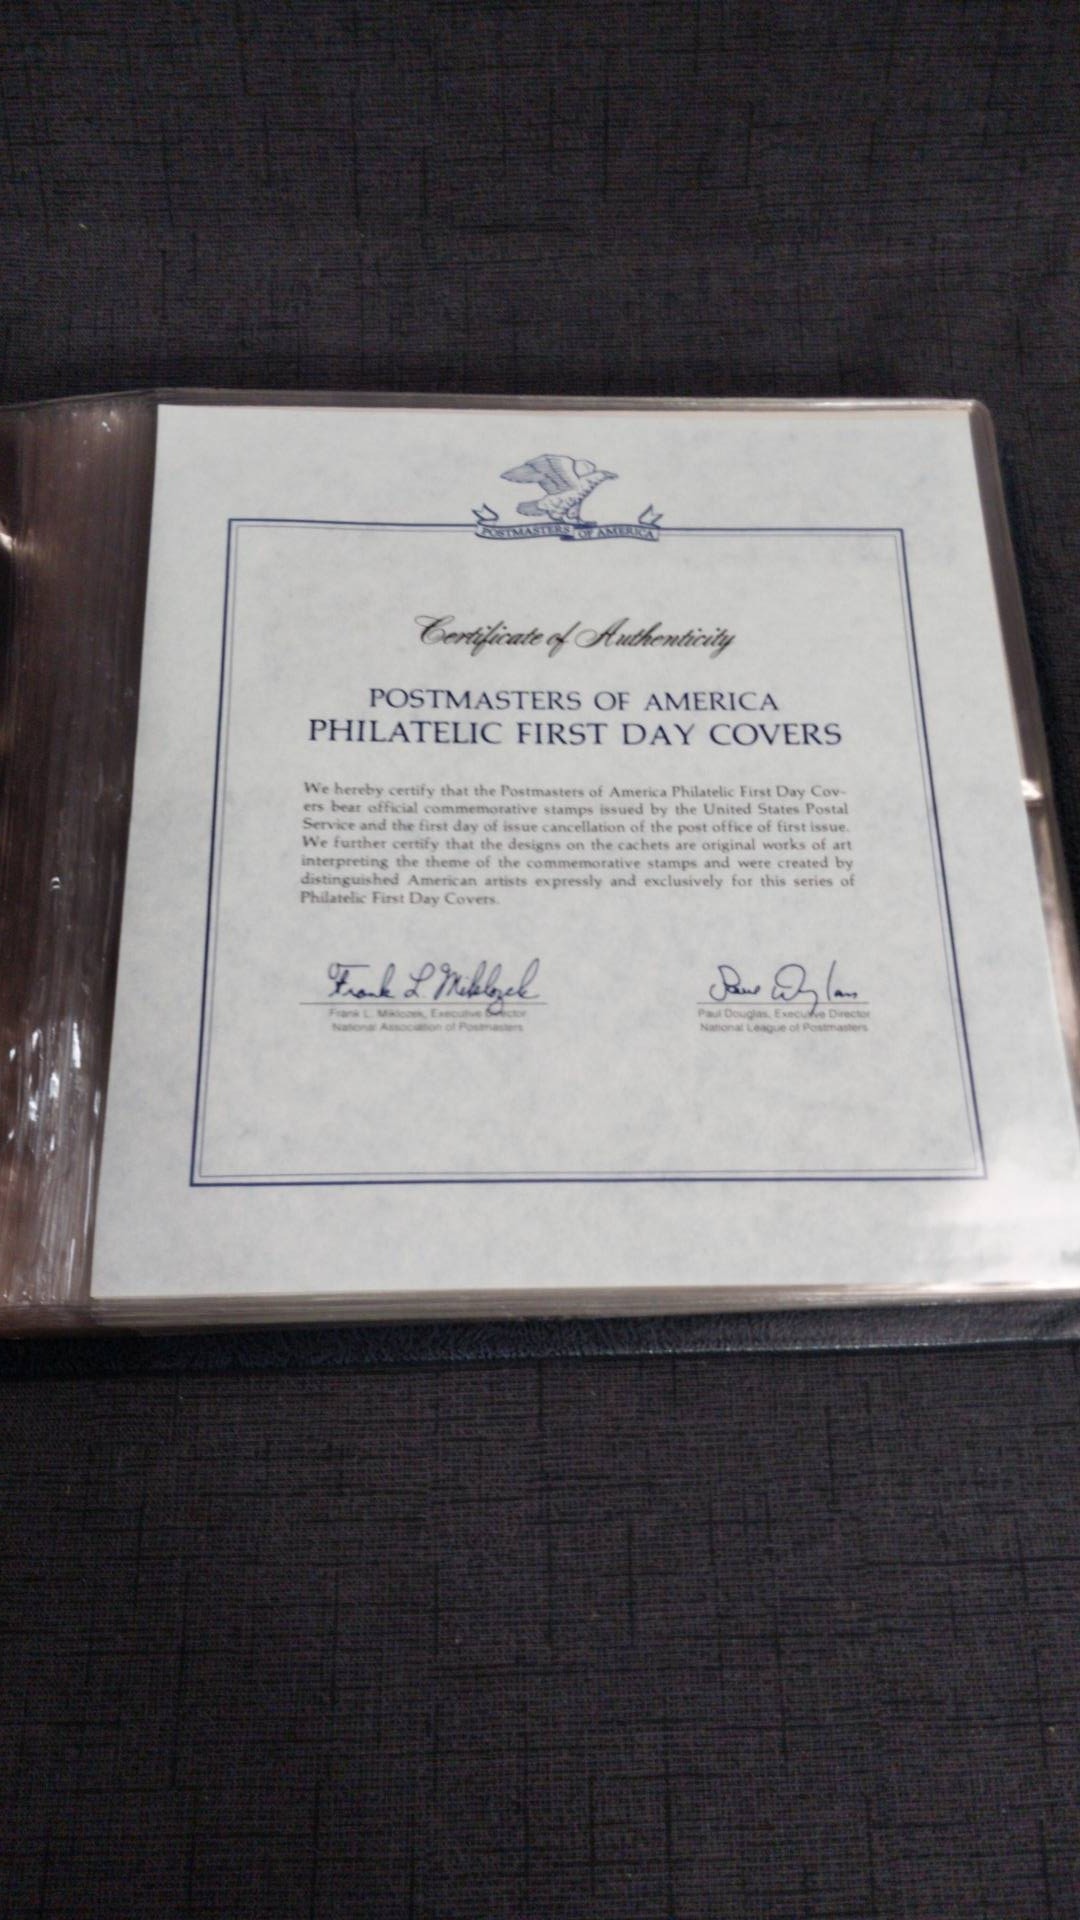 POSTMASTERS OF AMERICA
Certificate of Authenticity
POSTMASTERS OF AMERICA
PHILATELIC FIRST DAY COVERS
We hereby certify that the Postmasters of America Philatelic First Day Cov-
ers bear official commemorative stamps issued by the United States Postal
Service and the first day of issue cancellation of the post office of first issue.
We further certify that the designs on the cachets are original works of art
interpreting the theme of the commemorative stamps and were created by
distinguished American artists expressly and exclusively for this series of
Philatelic First Day Covers.
Frank L. Miklozek
Frank L. Miklozek, Executive Director
National Association of Postmasters
Paul Douglas
Paul Douglas, Executive Director
National League of Postmasters